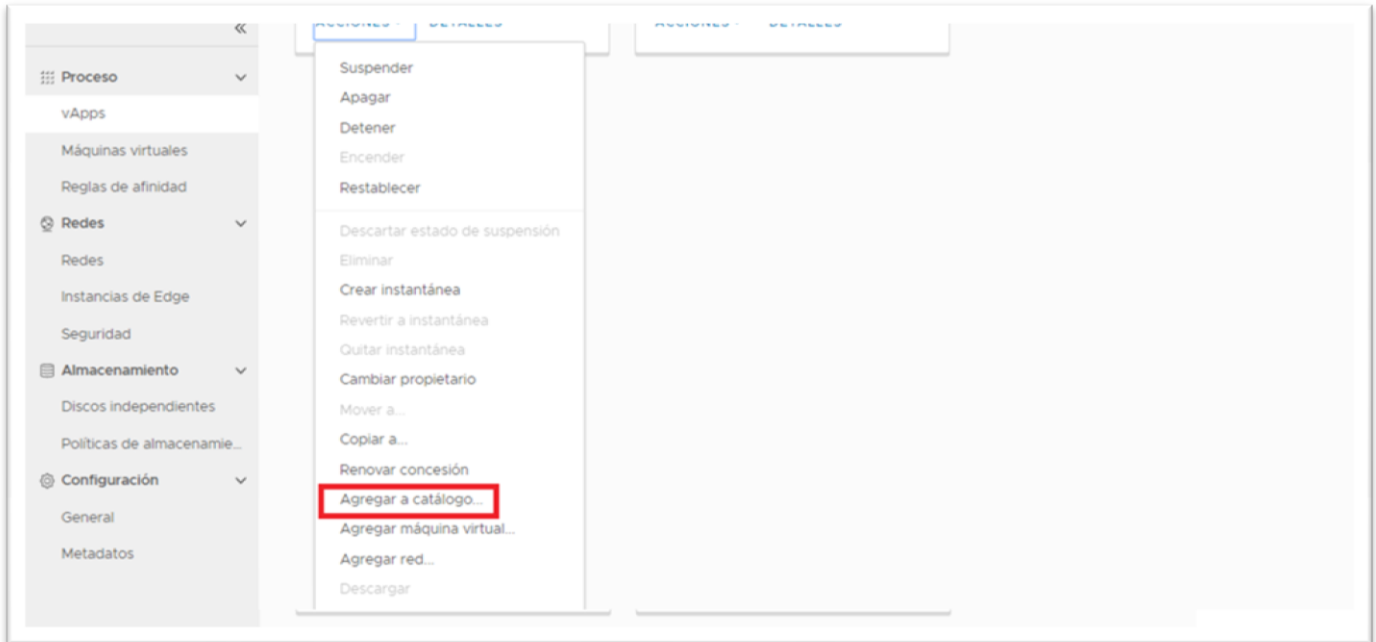 «
Proceso
vApps
Máquinas virtuales
Reglas de afinidad
Redes
Redes
Instancias de Edge
Seguridad
Almacenamiento
Discos independientes
Políticas de almacenamie...
Configuración
General
Metadatos
ACCIONES DETALLES
Suspender
Apagar
Detener
Encender
Restablecer
Descartar estado de suspensión
Eliminar
Crear instantánea
Revertir a instantánea
Quitar instantánea
Cambiar propietario
Mover a...
Copiar a...
Renovar concesión
Agregar a catálogo...
Agregar máquina virtual...
Agregar red...
Descargar
ACCIONES DETALLES